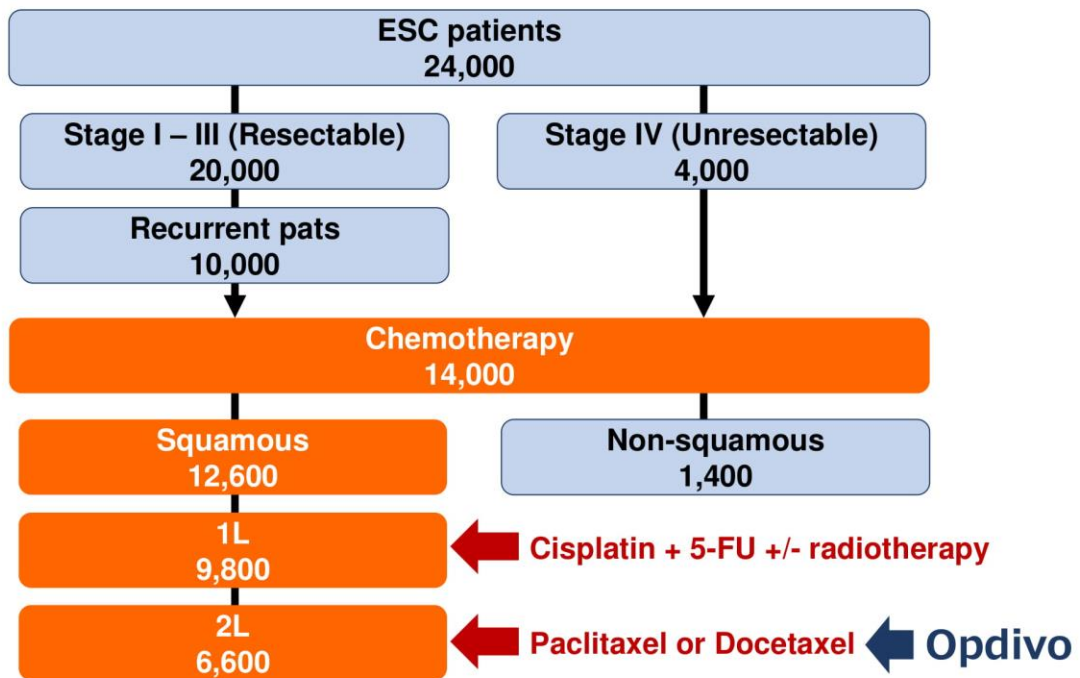 ESC patients
24,000
Stage I – III (Resectable)
20,000
Stage IV (Unresectable)
4,000
Recurrent pats
10,000
Chemotherapy
14,000
Squamous
12,600
Non-squamous
1,400
1L
9,800
Cisplatin + 5-FU +/- radiotherapy
2L
6,600
Paclitaxel or Docetaxel
Opdivo